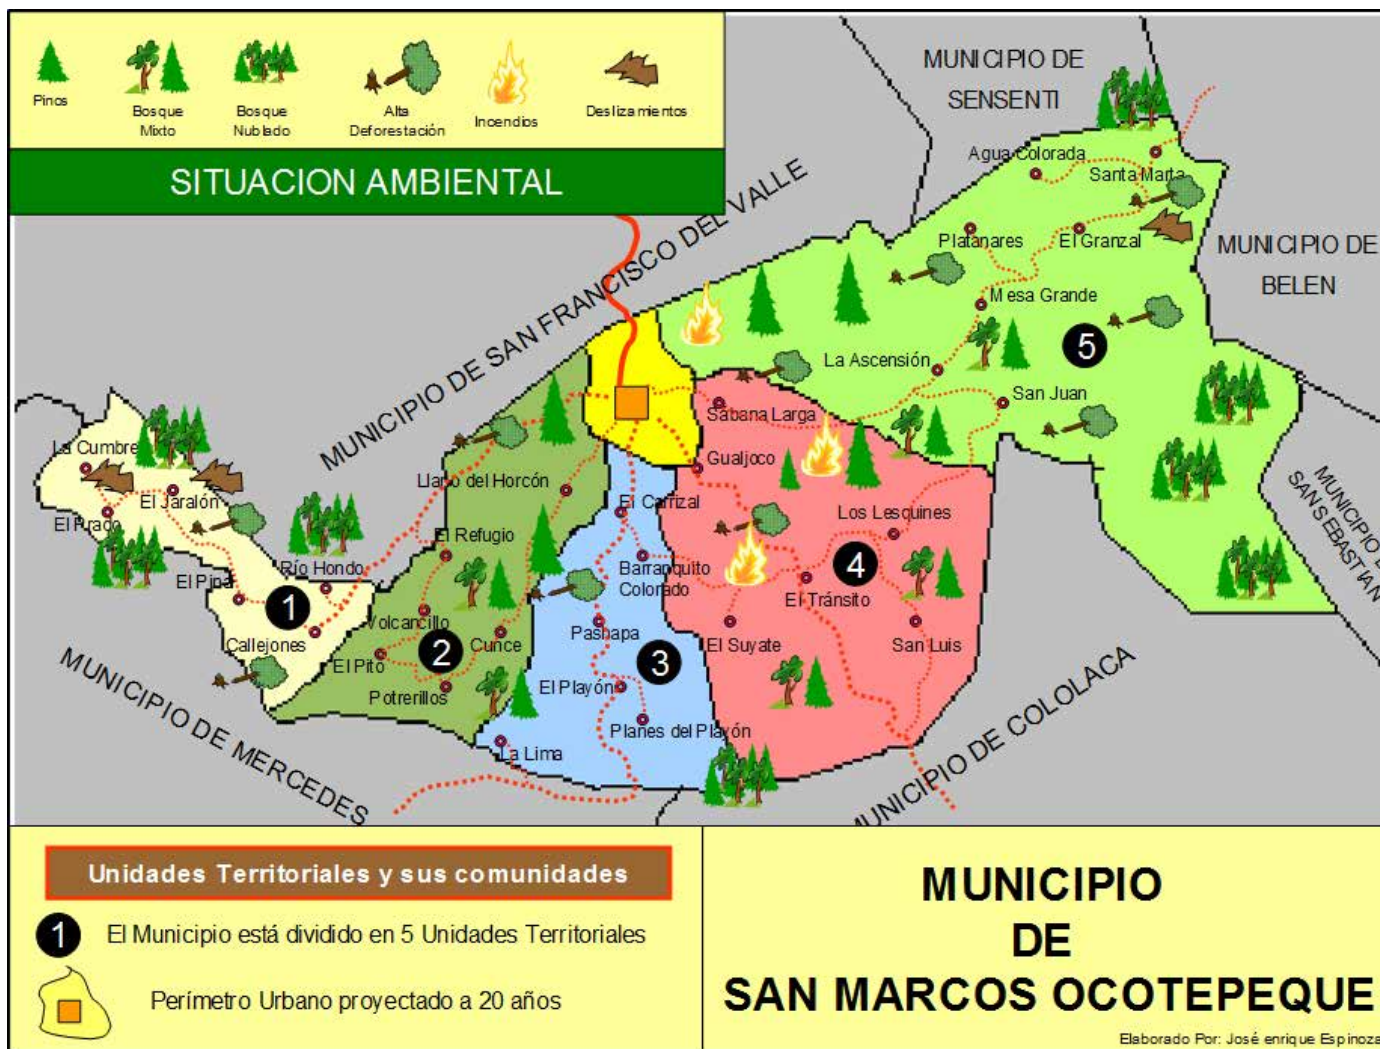 Pinos
Bosque
Mixto
Bosque
Nublado
Alta
Deforestación
Incendios
Deslizamientos
SITUACION AMBIENTAL
MUNICIPIO DE
SENSENTI
MUNICIPIO DE SAN FRANCISCO DEL VALLE
MUNICIPIO DE
BELEN
MUNICIPIO DE
SAN SEBASTIAN
MUNICIPIO DE MERCEDES
MUNICIPIO DE COLOLACA
Agua Colorada
Santa Marta
Platanares
El Granzal
Mesa Grande
5
La Ascensión
San Juan
Sabana Larga
Gualjoco
La Cumbre
El Jaralón
El Prado
El Pinal
Río Hondo
1
Callejones
Llano del Horcón
El Refugio
Volcancillo
El Pito
2
Cunce
Potrerillos
El Carrizal
Barranquito
Colorado
Pashapa
3
El Playón
Planes del Playón
La Lima
Los Lesquines
4
El Tránsito
El Suyate
San Luis
Unidades Territoriales y sus comunidades
1 El Municipio está dividido en 5 Unidades Territoriales
Perímetro Urbano proyectado a 20 años
MUNICIPIO
DE
SAN MARCOS OCOTEPEQUE
Elaborado Por: José enrique Espinoza